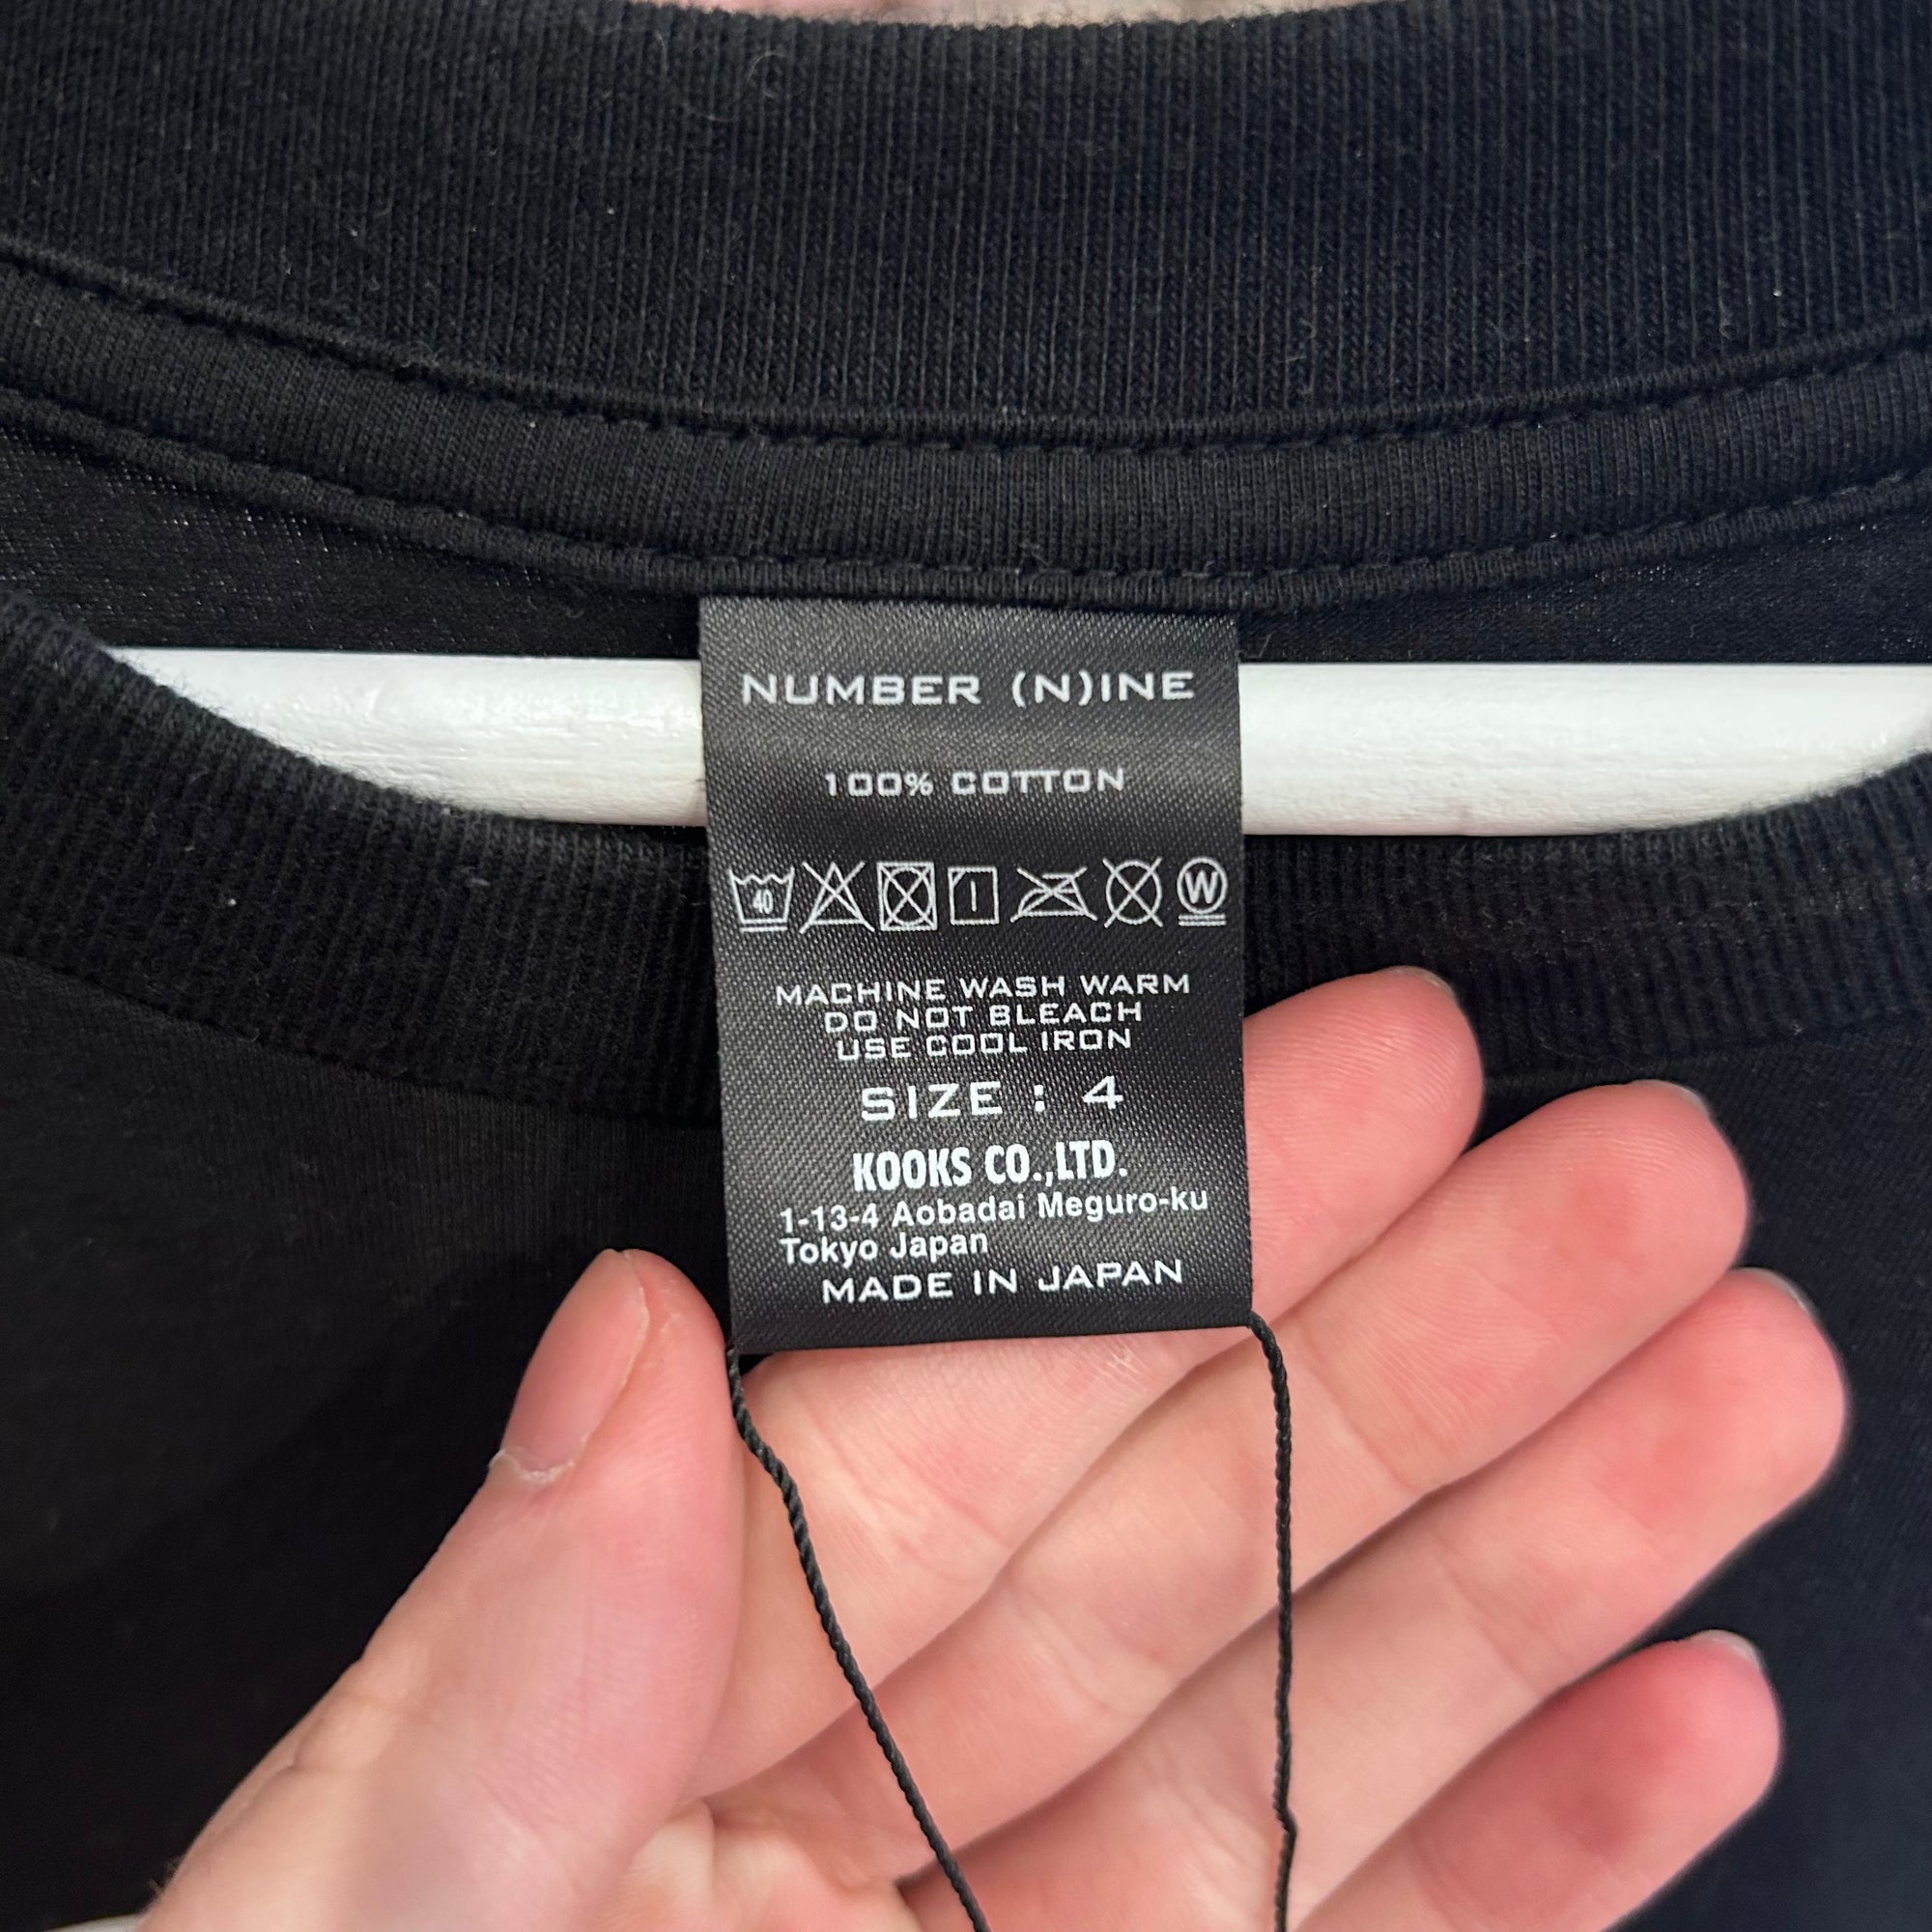 NUMBER (N)INE
100% COTTON
40 W
MACHINE WASH WARM
DO NOT BLEACH
USE COOL IRON
SIZE : 4
KOOKS CO.,LTD.
1-13-4 Aobadai Meguro-ku
Tokyo Japan
MADE IN JAPAN